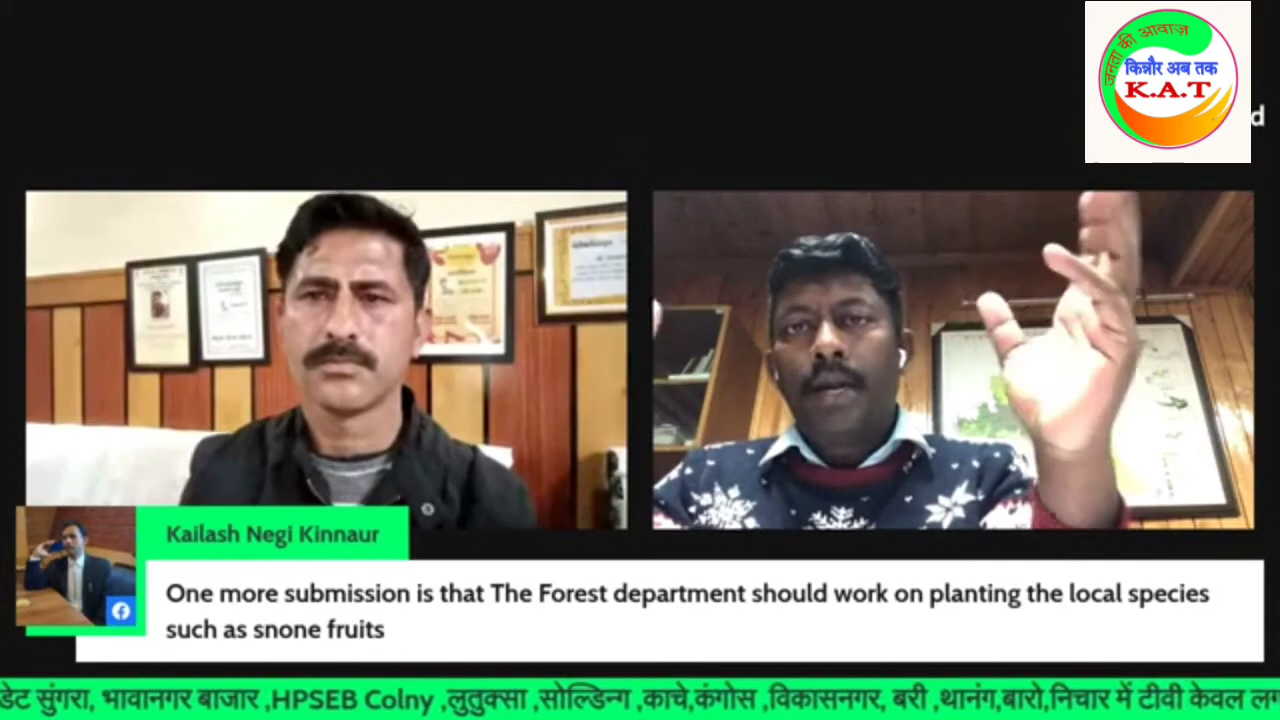 जनता की आवाज़
किन्नौर अब तक
K.A.T
d
Kailash Negi Kinnaur
One more submission is that The Forest department should work on planting the local species
such as snone fruits
डेट सुंगरा, भावानगर बाजार ,HPSEB Colny ,लुतुक्सा ,सोल्डिन्ग ,काचे,कंगोस ,विकासनगर, बरी ,थानंग,बारो,निचार में टीवी केवल लग